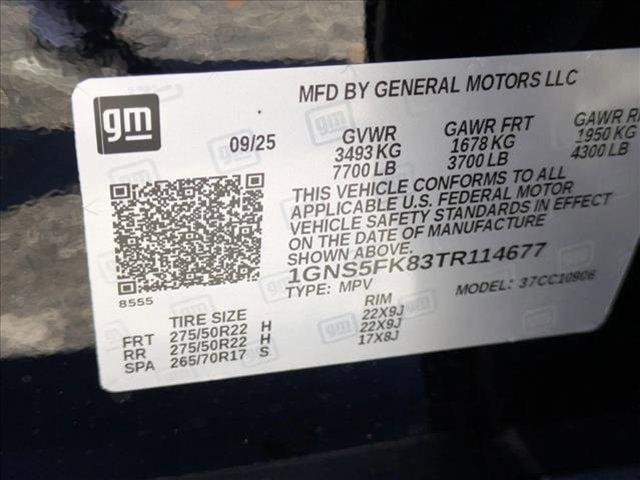 MFD BY GENERAL MOTORS LLC
gm
09/25 GVWR GAWR FRT GAWR
3493 KG 1678 KG 1950 KG
7700 LB 3700 LB 4300 LB
THIS VEHICLE CONFORMS TO ALL
APPLICABLE U.S. FEDERAL MOTOR
VEHICLE SAFETY STANDARDS IN EFFECT
ON THE DATE OF MANUFACTURE
SHOWN ABOVE.
1GNS5FK83TR114677
8555
TYPE: MPV MODEL: 37CC10906
TIRE SIZE RIM
FRT 275/50R22 H 22X9J
RR 275/50R22 H 22X9J
SPA 265/70R17 S 17X8J